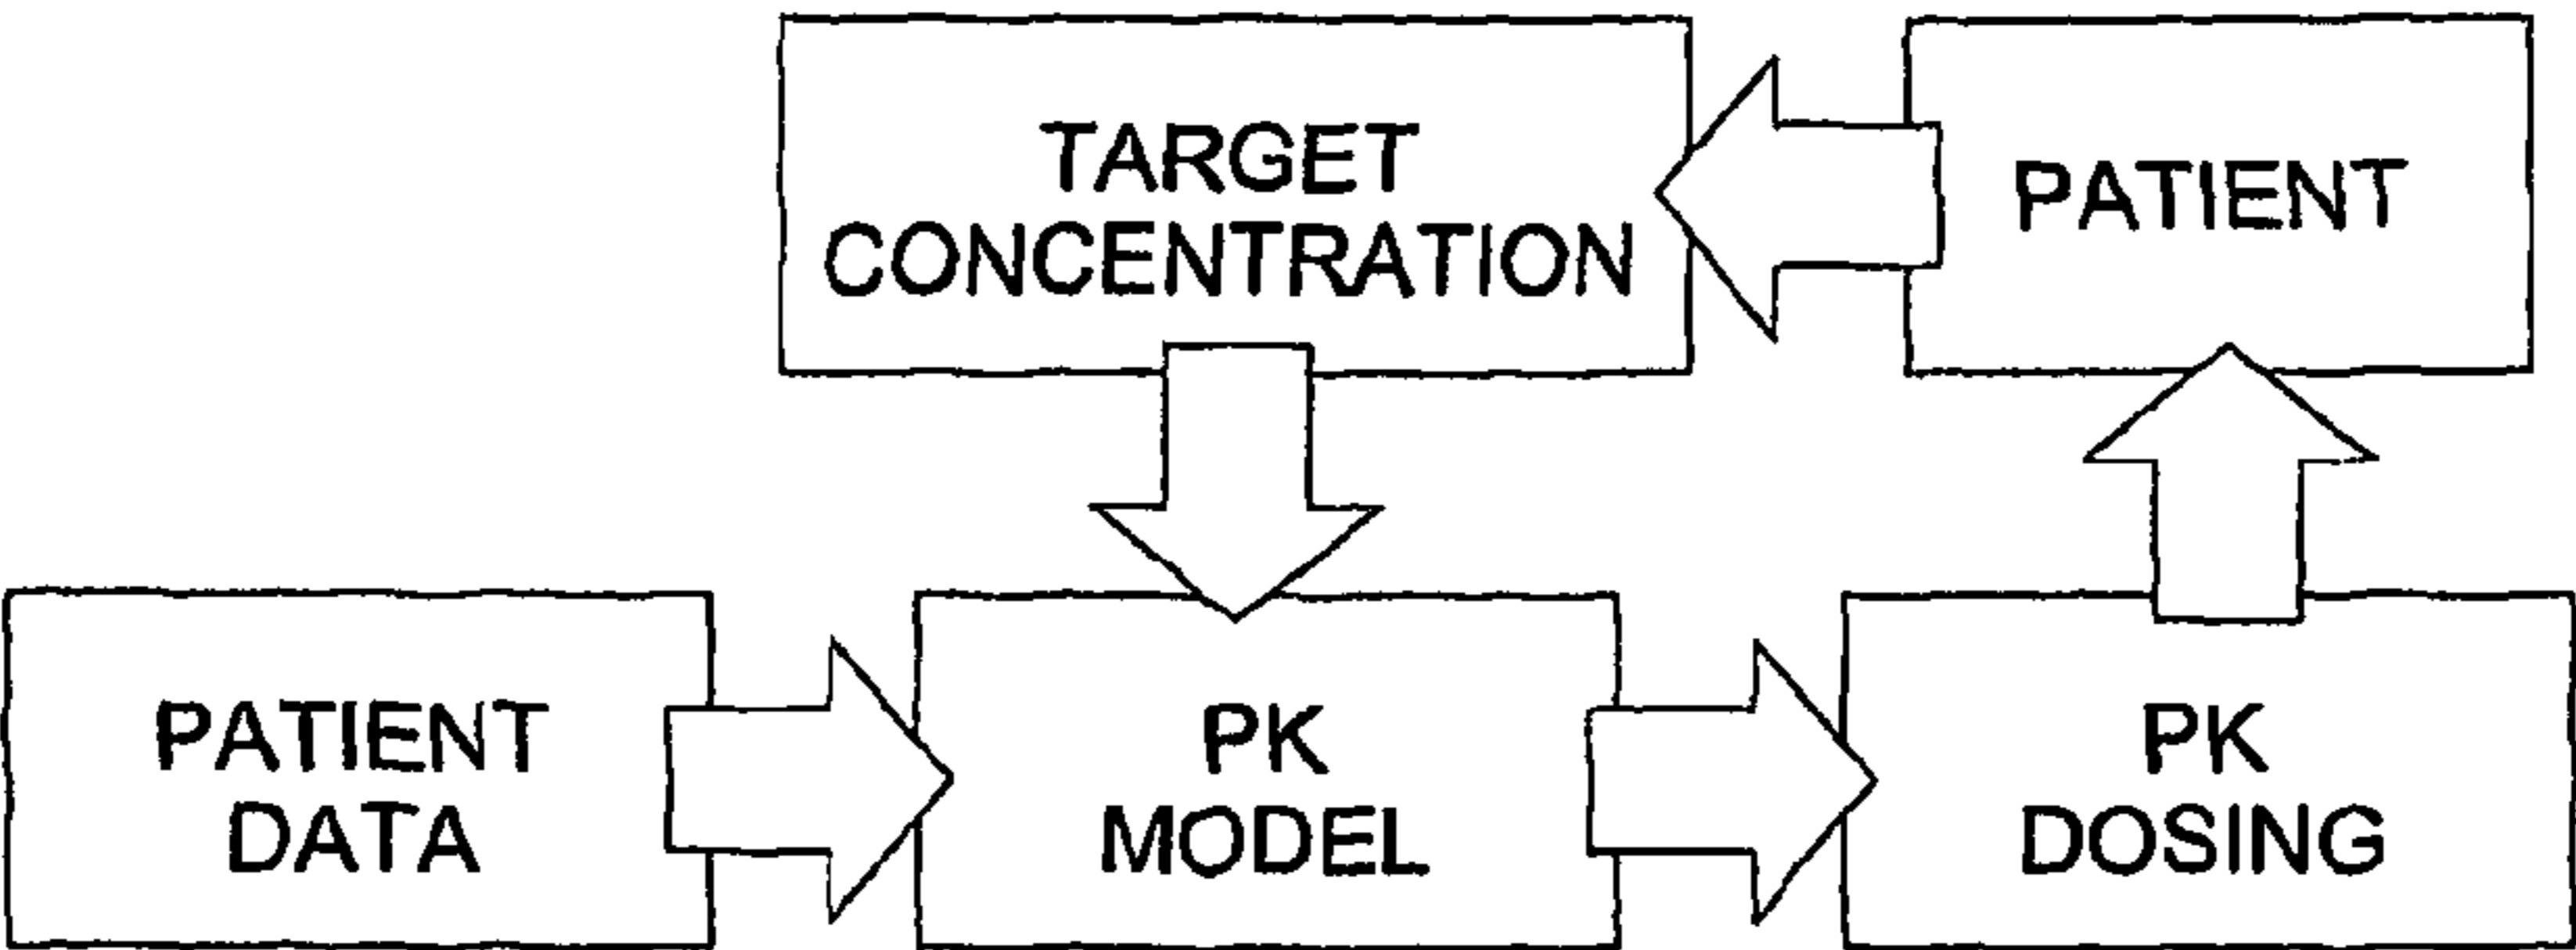 TARGET
CONCENTRATION
PATIENT
PATIENT
DATA
PK
MODEL
PK
DOSING